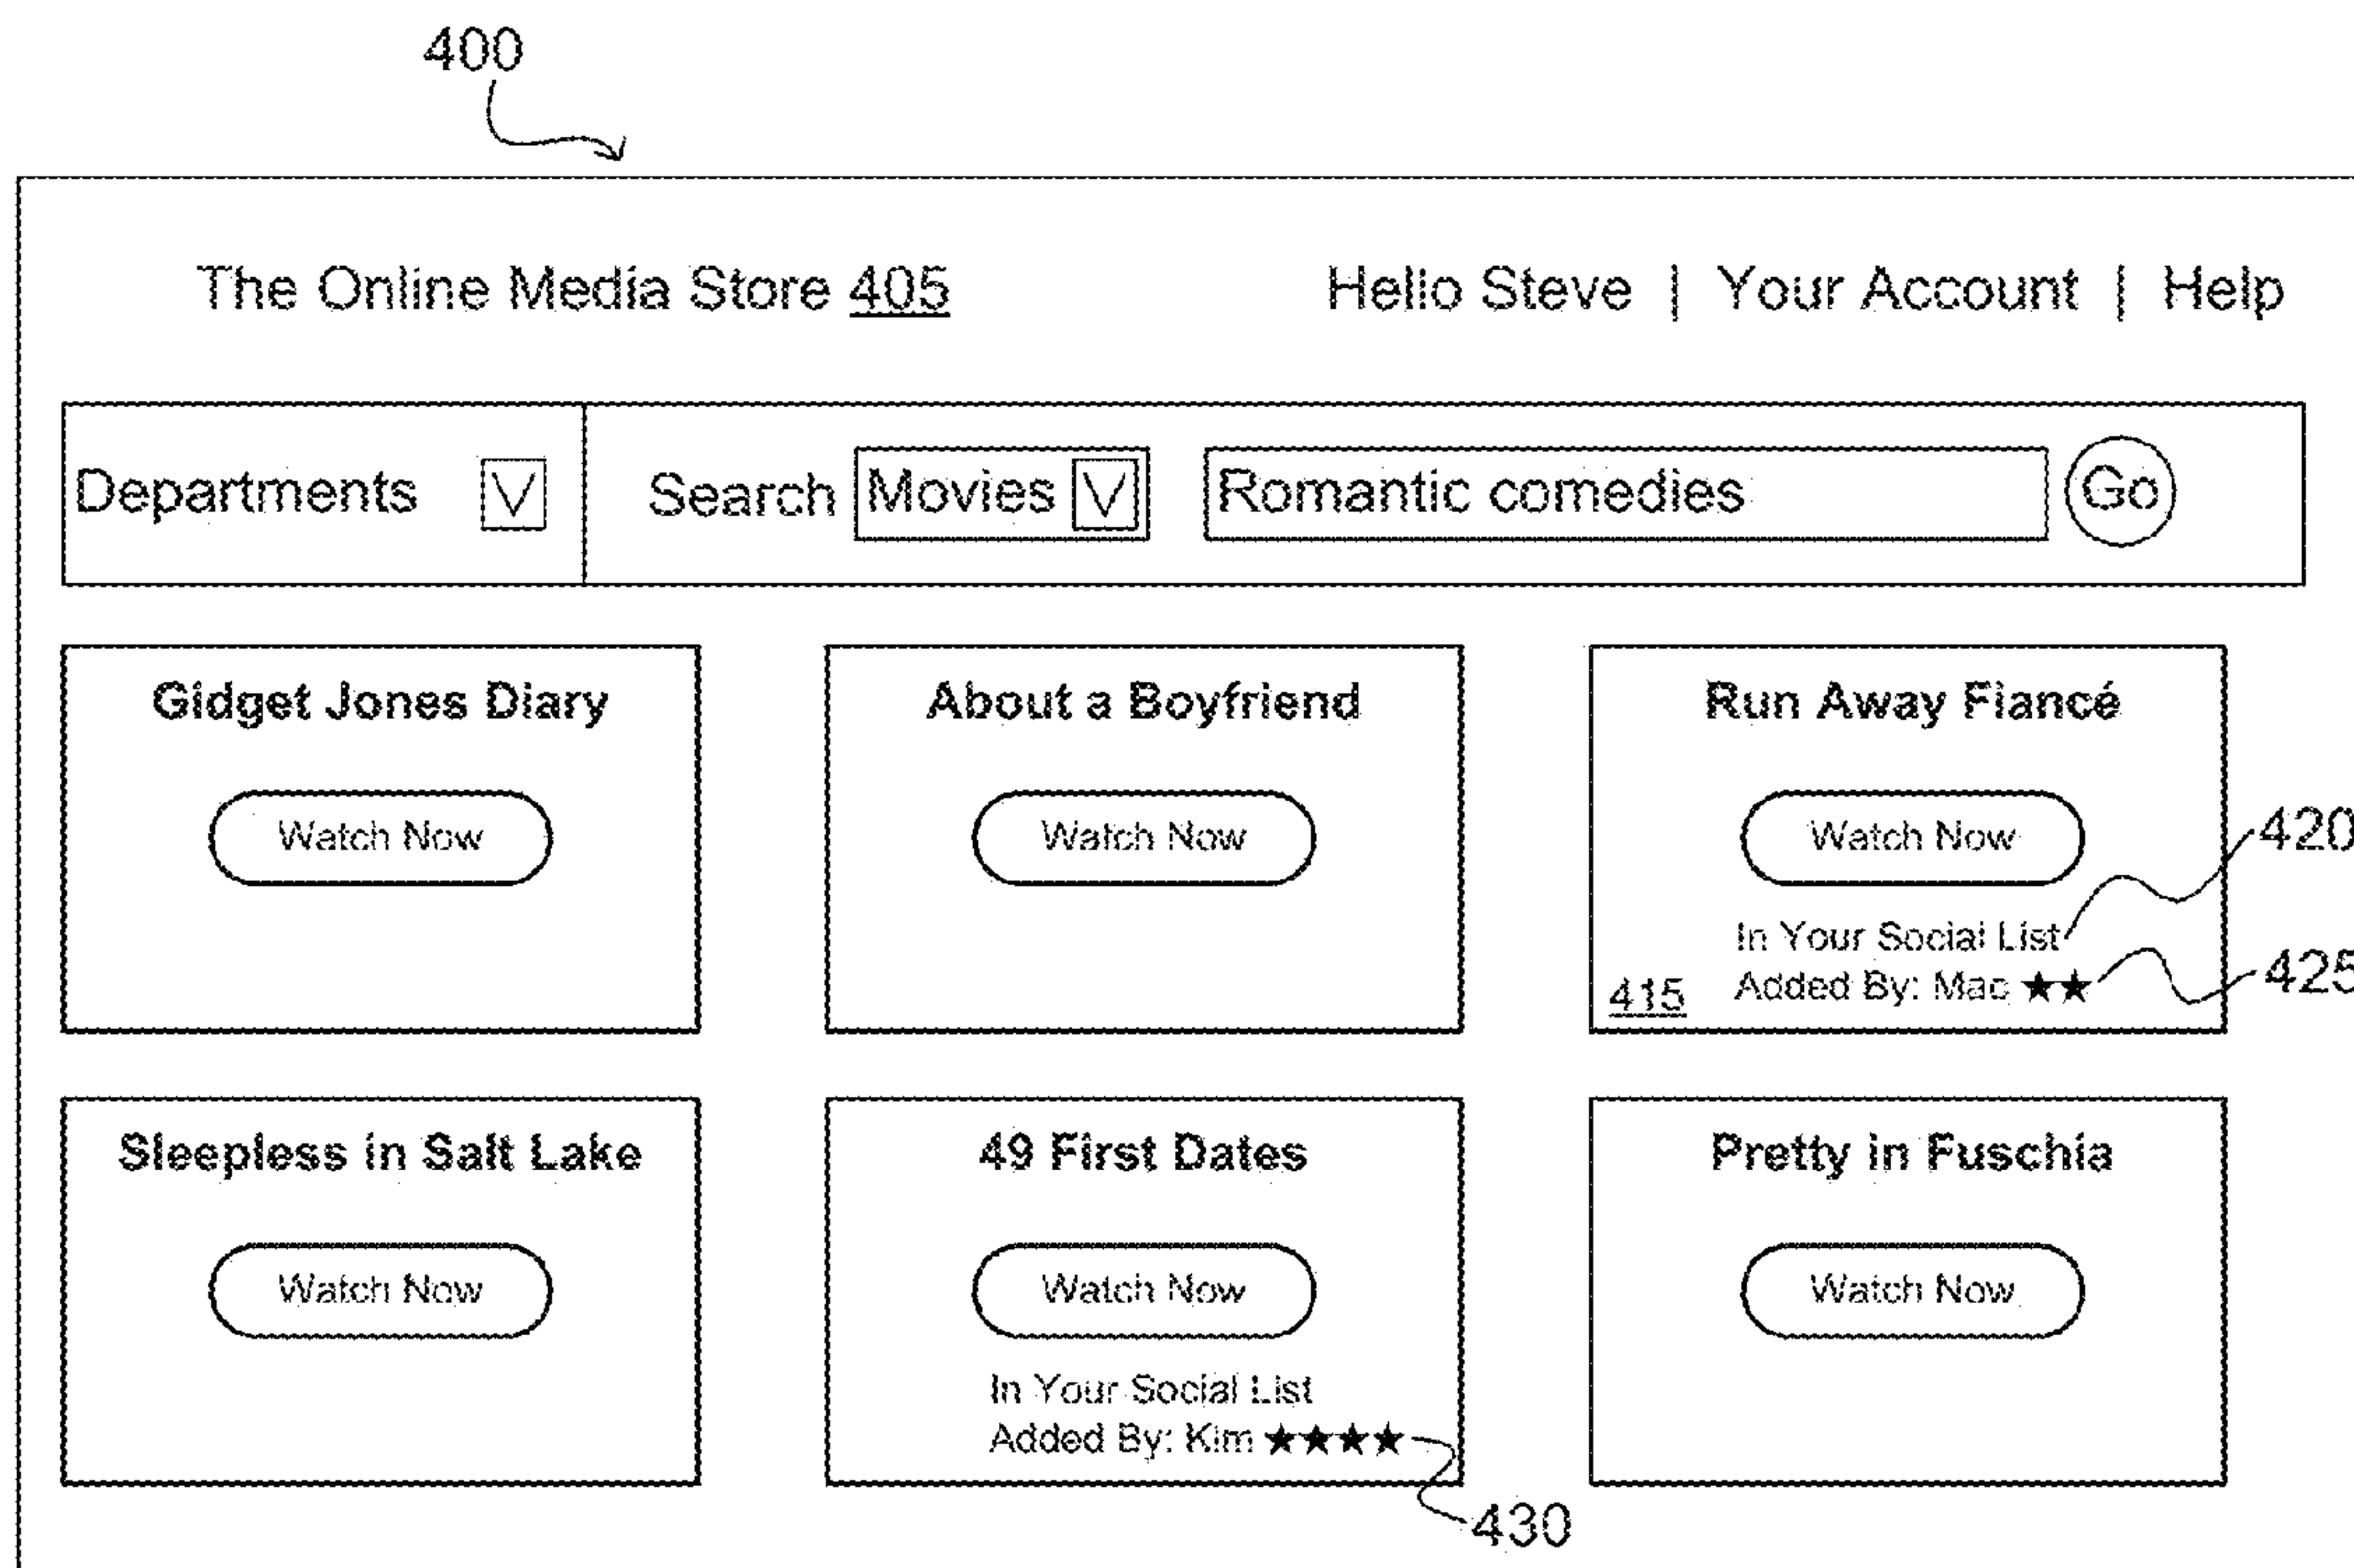 400
The Online Media Store 405
Hello Steve | Your Account | Help
Departments V Search Movies V Romantic comedies Go
Gidget Jones Diary
Watch Now
About a Boyfriend
Watch Now
Run Away Fiancé
Watch Now
420
In Your Social List
Added By: Mac ★★
425
415
Sleepless in Salt Lake
Watch Now
49 First Dates
Watch Now
In Your Social List
Added By: Kim ★★★★
430
Pretty in Fuschia
Watch Now